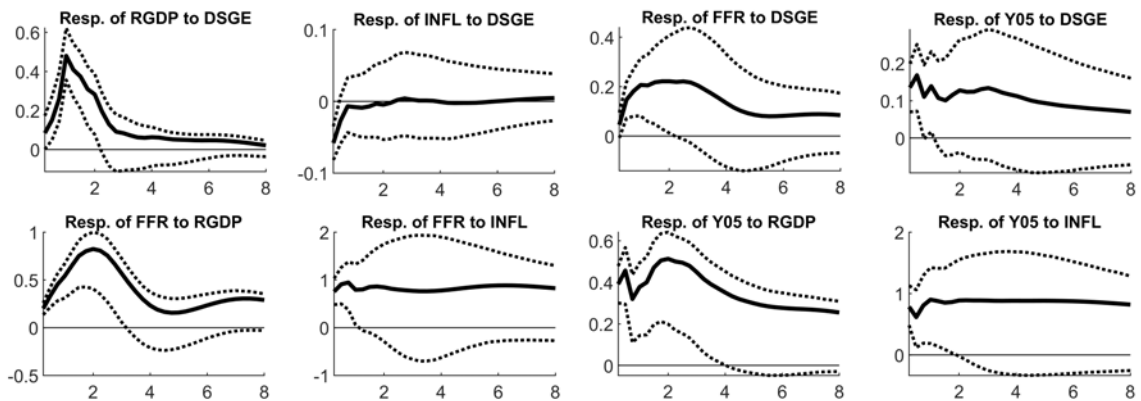 Resp. of RGDP to DSGE
0.6
0.4
0.2
0
2 4 6 8
Resp. of INFL to DSGE
0.1
0
-0.1
2 4 6 8
Resp. of FFR to DSGE
0.4
0.2
0
2 4 6 8
Resp. of Y05 to DSGE
0.2
0.1
0
2 4 6 8
Resp. of FFR to RGDP
1
0.5
0
-0.5
2 4 6 8
Resp. of FFR to INFL
2
1
0
-1
2 4 6 8
Resp. of Y05 to RGDP
0.6
0.4
0.2
0
2 4 6 8
Resp. of Y05 to INFL
2
1
0
2 4 6 8